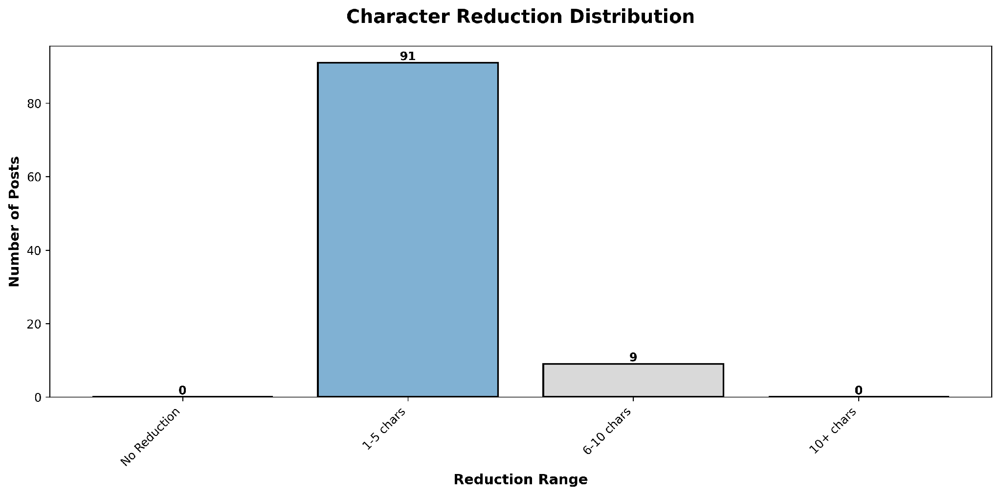 Character Reduction Distribution
Number of Posts
80
60
40
20
0
0
91
9
0
No Reduction
1-5 chars
6-10 chars
10+ chars
Reduction Range